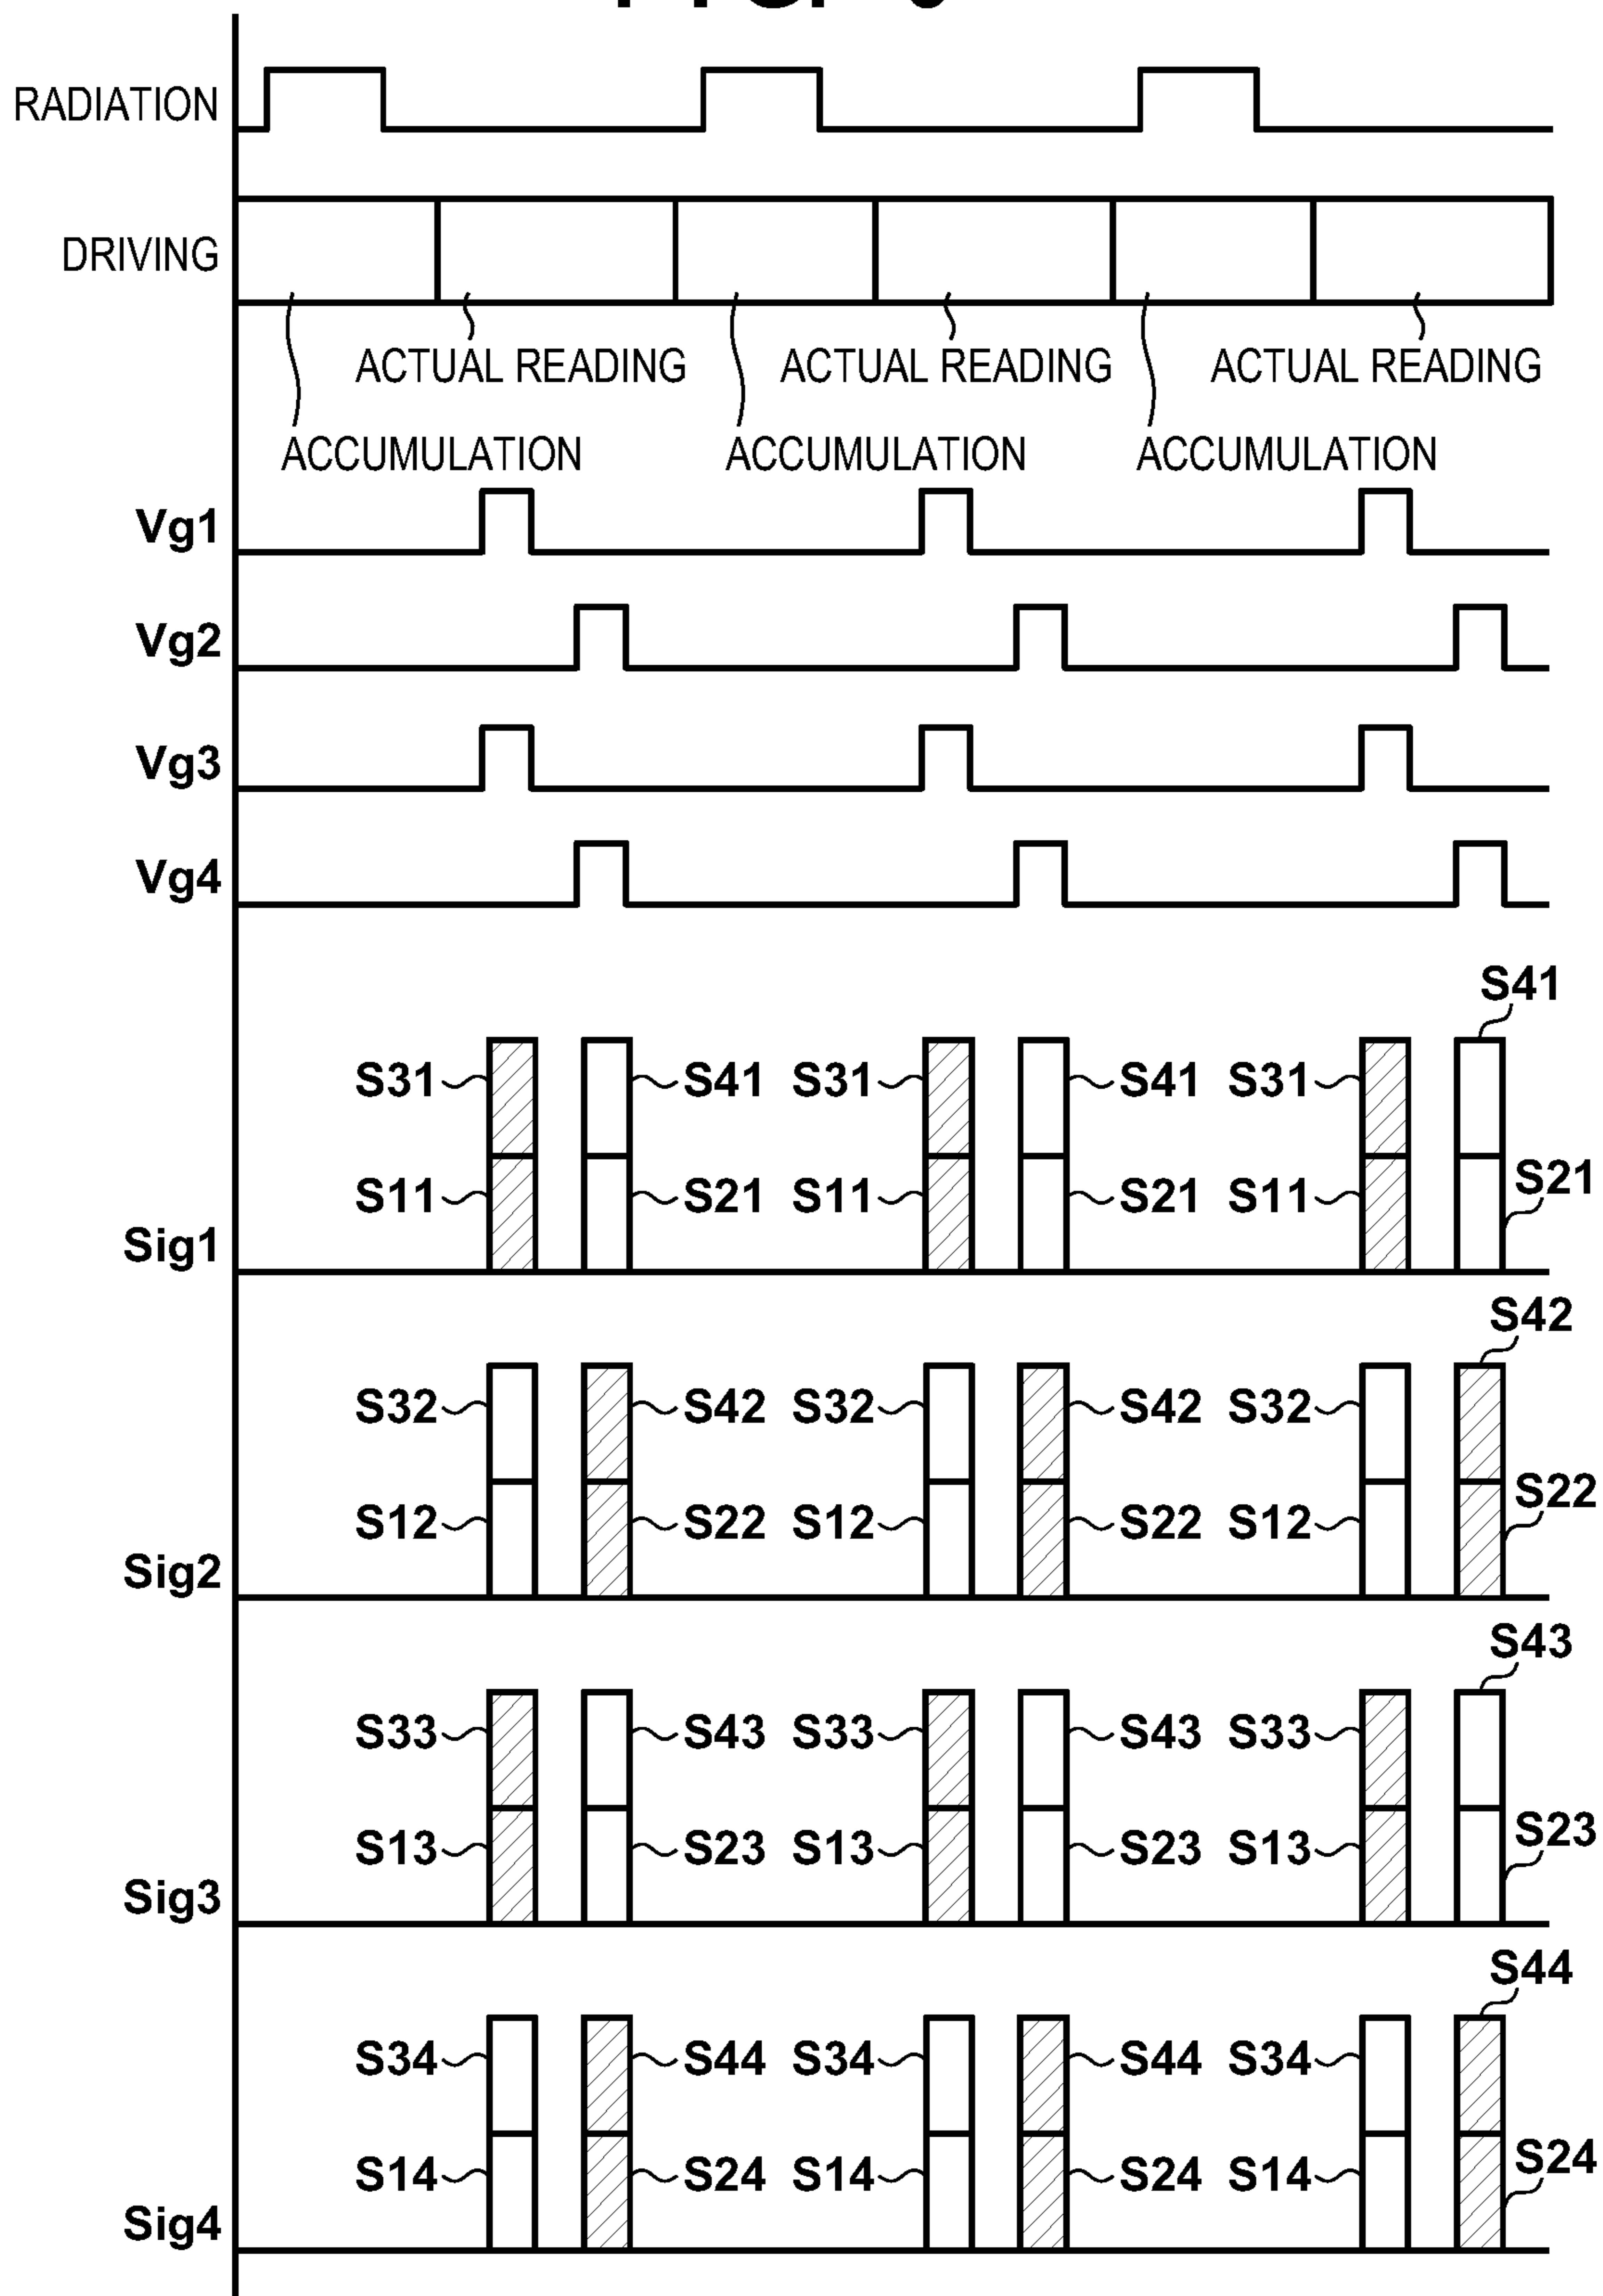 RADIATION
DRIVING
ACTUAL READING ACTUAL READING ACTUAL READING
ACCUMULATION ACCUMULATION ACCUMULATION
Vg1
Vg2
Vg3
Vg4
S41
S31 S41 S31 S41 S31
S11 S21 S11 S21 S11 S21
Sig1
S42
S32 S42 S32 S42 S32
S12 S22 S12 S22 S12 S22
Sig2
S43
S33 S43 S33 S43 S33
S13 S23 S13 S23 S13 S23
Sig3
S44
S34 S44 S34 S44 S34
S14 S24 S14 S24 S14 S24
Sig4